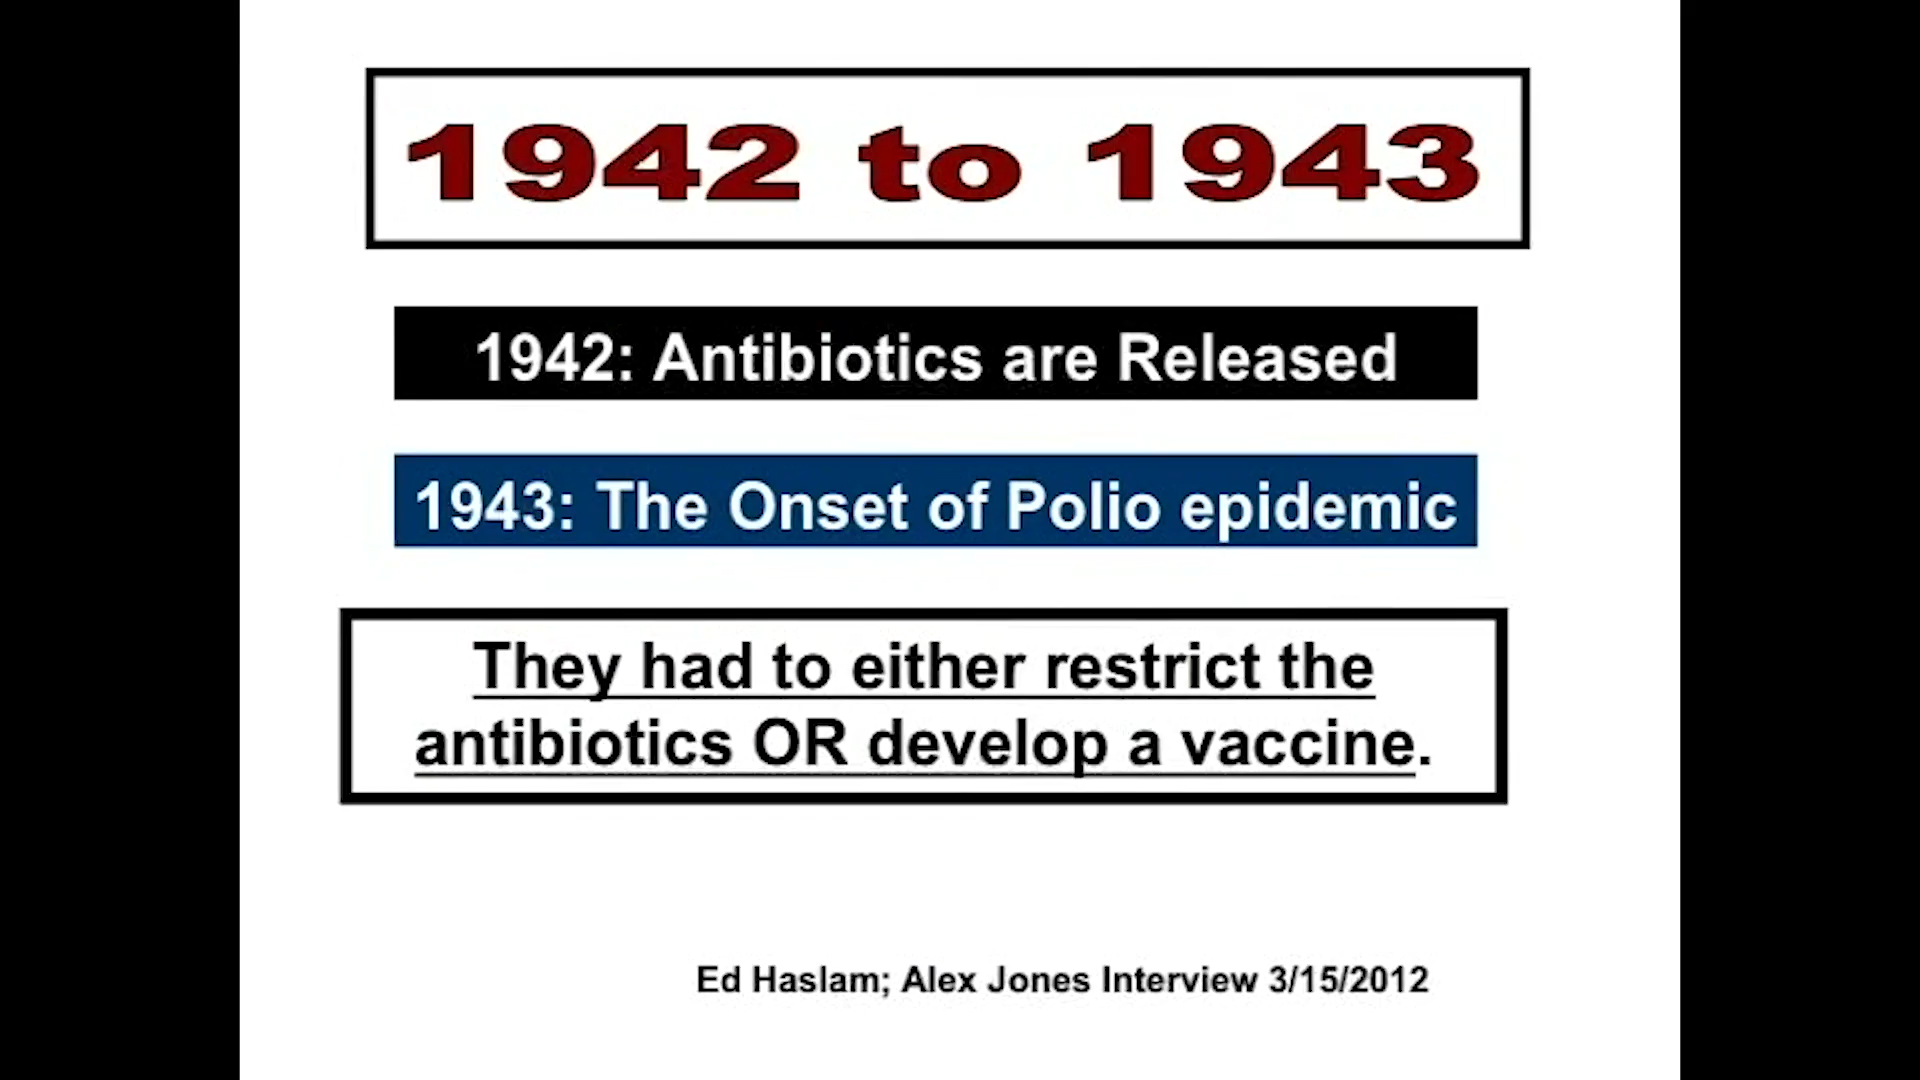 1942 to 1943
1942: Antibiotics are Released
1943: The Onset of Polio epidemic
They had to either restrict the
antibiotics OR develop a vaccine.
Ed Haslam; Alex Jones Interview 3/15/2012